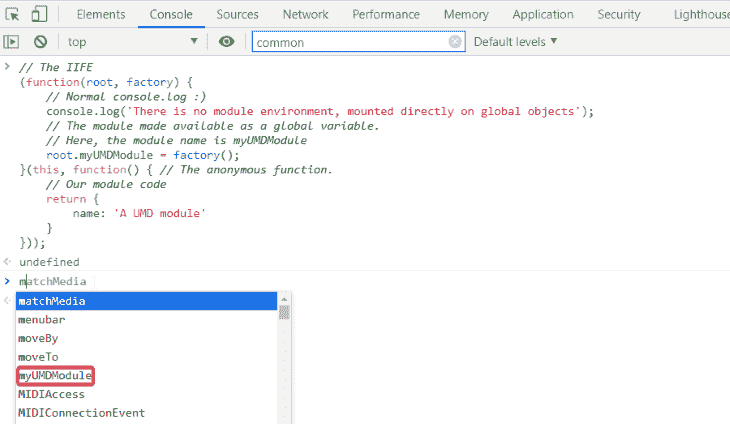 Elements Console Sources Network Performance Memory Application Security Lighthouse
top ▼ common Default levels ▼
> // The IIFE
(function(root, factory) {
    // Normal console.log :)
    console.log('There is no module environment, mounted directly on global objects');
    // The module made available as a global variable.
    // Here, the module name is myUMDModule
    root.myUMDModule = factory();
}(this, function() { // The anonymous function.
    // Our module code
    return {
        name: 'A UMD module'
    }
}));
undefined
> matchMedia
matchMedia
menubar
moveBy
moveTo
myUMDModule
MIDIAccess
MIDIConnectionEvent